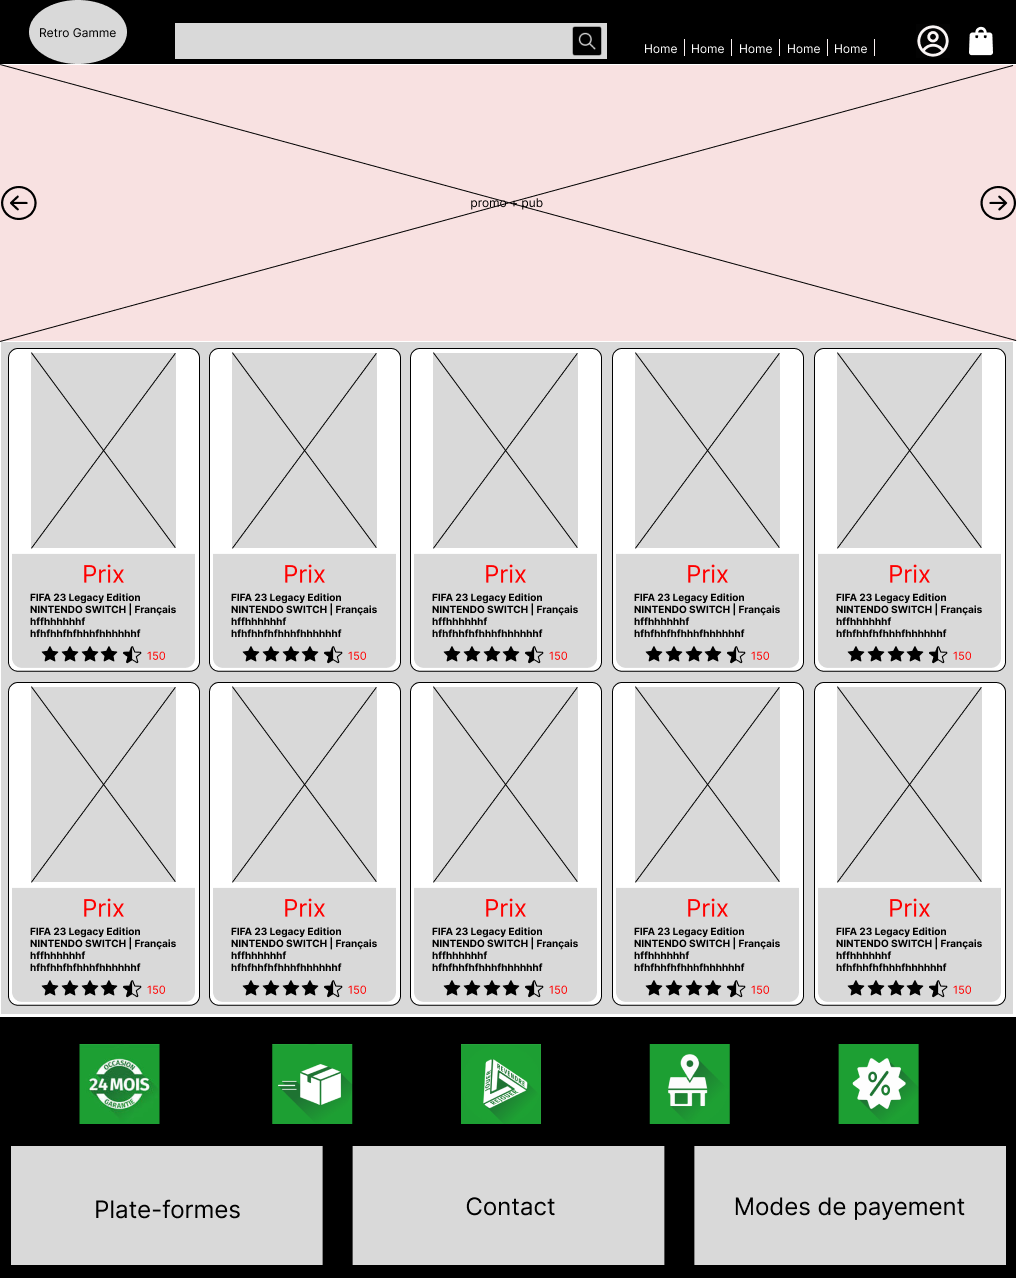 Retro Gamme
Home | Home | Home | Home | Home |
promo + pub
Prix
FIFA 23 Legacy Edition
NINTENDO SWITCH | Français
hffhhhhhhf
hfhfhhfhfhhhfhhhhhhf
150
Prix
FIFA 23 Legacy Edition
NINTENDO SWITCH | Français
hffhhhhhhf
hfhfhhfhfhhhfhhhhhhf
150
Prix
FIFA 23 Legacy Edition
NINTENDO SWITCH | Français
hffhhhhhhf
hfhfhhfhfhhhfhhhhhhf
150
Prix
FIFA 23 Legacy Edition
NINTENDO SWITCH | Français
hffhhhhhhf
hfhfhhfhfhhhfhhhhhhf
150
Prix
FIFA 23 Legacy Edition
NINTENDO SWITCH | Français
hffhhhhhhf
hfhfhhfhfhhhfhhhhhhf
150
Prix
FIFA 23 Legacy Edition
NINTENDO SWITCH | Français
hffhhhhhhf
hfhfhhfhfhhhfhhhhhhf
150
Prix
FIFA 23 Legacy Edition
NINTENDO SWITCH | Français
hffhhhhhhf
hfhfhhfhfhhhfhhhhhhf
150
Prix
FIFA 23 Legacy Edition
NINTENDO SWITCH | Français
hffhhhhhhf
hfhfhhfhfhhhfhhhhhhf
150
Prix
FIFA 23 Legacy Edition
NINTENDO SWITCH | Français
hffhhhhhhf
hfhfhhfhfhhhfhhhhhhf
150
Prix
FIFA 23 Legacy Edition
NINTENDO SWITCH | Français
hffhhhhhhf
hfhfhhfhfhhhfhhhhhhf
150
OCCASION
24 MOIS
GARANTIE
JOUER
REVENDRE
REJOUER
%
Plate-formes
Contact
Modes de payement